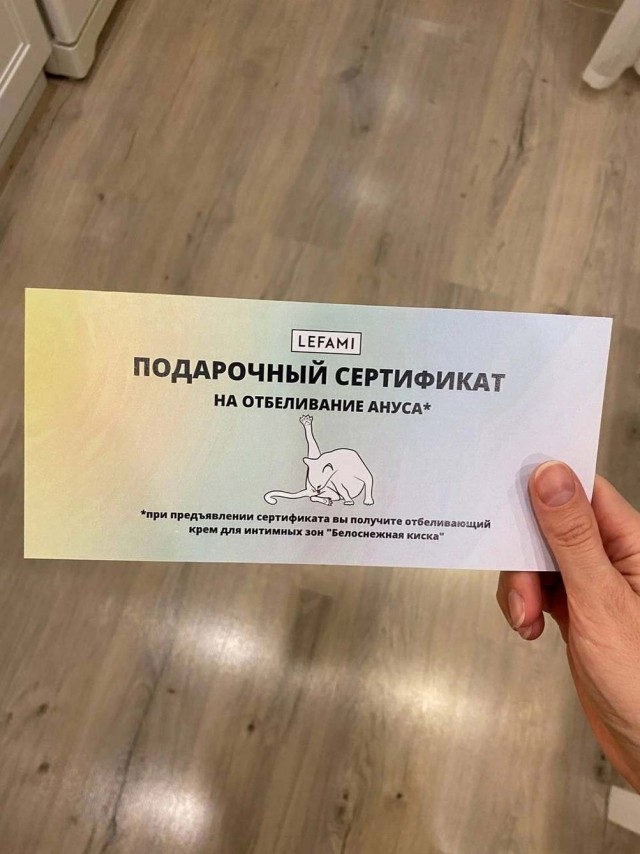 LEFAMI
ПОДАРОЧНЫЙ СЕРТИФИКАТ
НА ОТБЕЛИВАНИЕ АНУСА*
*при предъявлении сертификата вы получите отбеливающий
крем для интимных зон "Белоснежная киска"